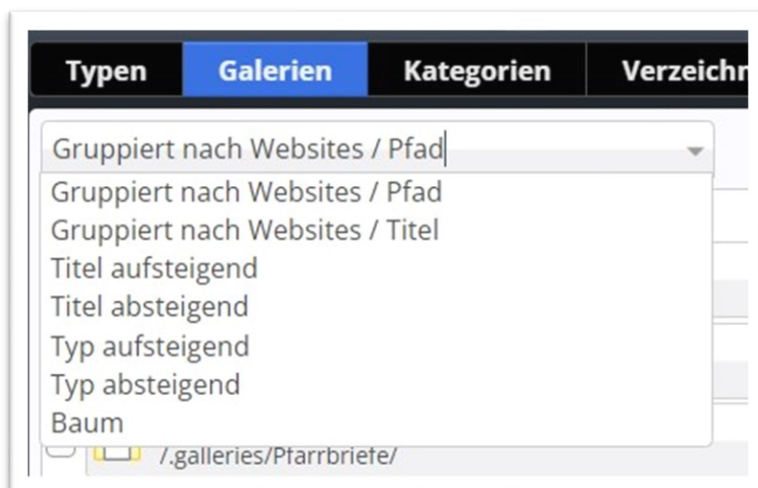 Typen Galerien Kategorien
Gruppiert nach Websites / Pfad
Gruppiert nach Websites / Pfad
Gruppiert nach Websites / Titel
Titel aufsteigend
Titel absteigend
Typ aufsteigend
Typ absteigend
Baum
/.galleries/Pfarrbriefe/